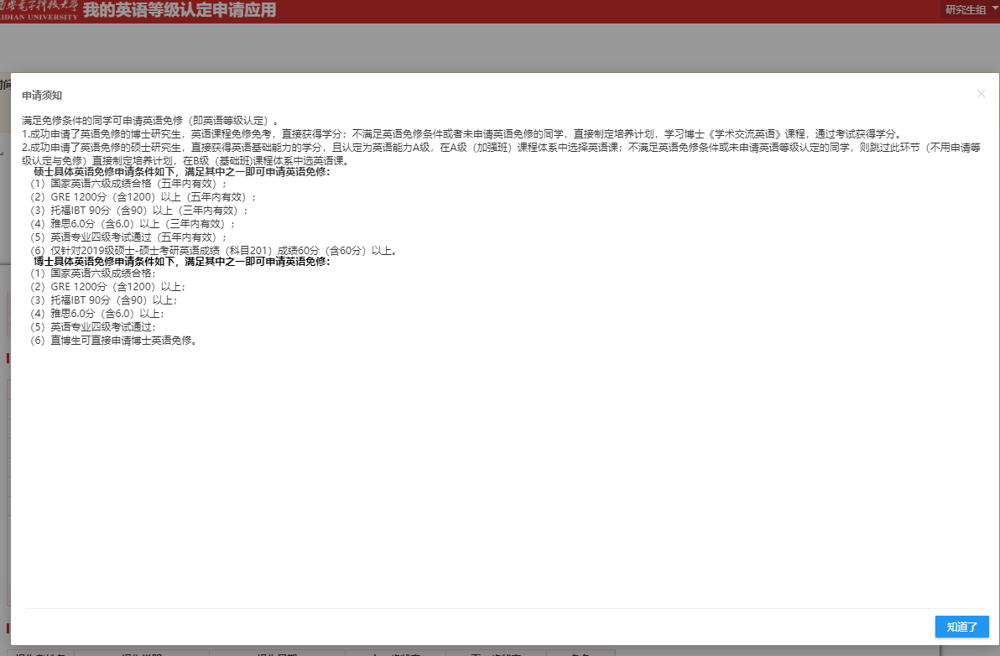 XIDIAN UNIVERSITY
我的英语等级认定申请应用
研究生组
申请须知
满足免修条件的同学可申请英语免修（即英语等级认定）。
1.成功申请了英语免修的博士研究生，英语课程免修免考，直接获得学分；不满足英语免修条件或者未申请英语免修的同学，直接制定培养计划，学习博士《学术交流英语》课程，通过考试获得学分。
2.成功申请了英语免修的硕士研究生，直接获得英语基础能力的学分，且认定为英语能力A级，在A级（加强班）课程体系中选择英语课；不满足英语免修条件或未申请英语等级认定的同学，则跳过此环节（不用申请等
级认定与免修）直接制定培养计划，在B级（基础班)课程体系中选英语课。
硕士具体英语免修申请条件如下，满足其中之一即可申请英语免修：
（1）国家英语六级成绩合格（五年内有效）；
（2）GRE 1200分（含1200）以上（五年内有效）；
（3）托福IBT 90分（含90）以上（三年内有效）；
（4）雅思6.0分（含6.0）以上（三年内有效）；
（5）英语专业四级考试通过（五年内有效）；
（6）仅针对2019级硕士-硕士考研英语成绩（科目201）成绩60分（含60分）以上。
博士具体英语免修申请条件如下，满足其中之一即可申请英语免修：
（1）国家英语六级成绩合格；
（2）GRE 1200分（含1200）以上；
（3）托福IBT 90分（含90）以上；
（4）雅思6.0分（含6.0）以上；
（5）英语专业四级考试通过；
（6）直博生可直接申请博士英语免修。
知道了